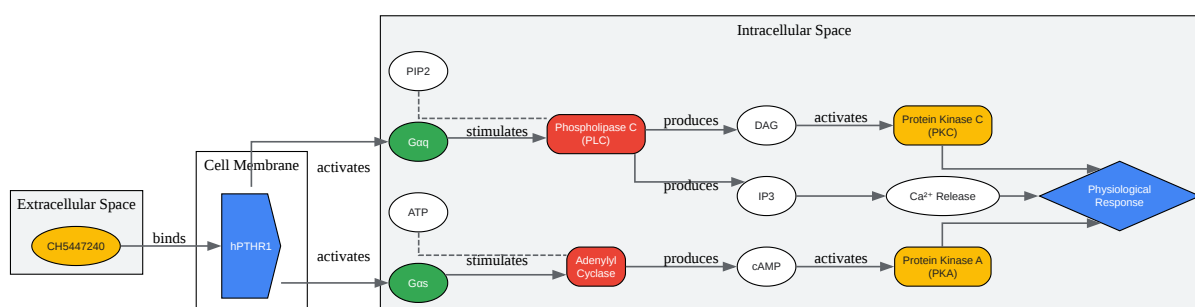 Intracellular Space
PIP2
Phospholipase C
(PLC)
produces
DAG
activates
Protein Kinase C
(PKC)
Gαq
stimulates
Cell Membrane
activates
produces
IP3
Ca²⁺ Release
Physiological
Response
Extracellular Space
CH5447240
binds
hPTHR1
activates
ATP
Gαs
stimulates
Adenylyl
Cyclase
produces
cAMP
activates
Protein Kinase A
(PKA)